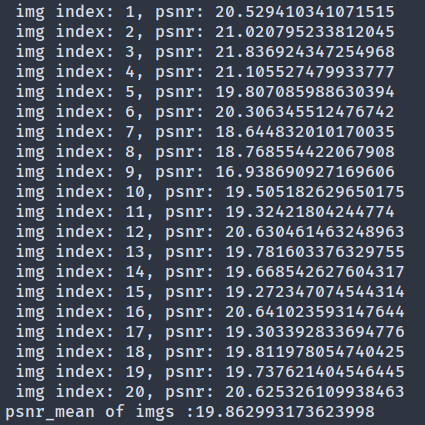 img index: 1, psnr: 20.529410341071515
img index: 2, psnr: 21.020795233812045
img index: 3, psnr: 21.836924347254968
img index: 4, psnr: 21.105527479933777
img index: 5, psnr: 19.807085988630394
img index: 6, psnr: 20.306345512476742
img index: 7, psnr: 18.644832010170035
img index: 8, psnr: 18.768554422067908
img index: 9, psnr: 16.938690927169606
img index: 10, psnr: 19.505182629650175
img index: 11, psnr: 19.32421804244774
img index: 12, psnr: 20.630461463248963
img index: 13, psnr: 19.781603376329755
img index: 14, psnr: 19.668542627604317
img index: 15, psnr: 19.272347074544314
img index: 16, psnr: 20.641023593147644
img index: 17, psnr: 19.303392833694776
img index: 18, psnr: 19.811978054740425
img index: 19, psnr: 19.737621404546445
img index: 20, psnr: 20.625326109938463
psnr_mean of imgs :19.862993173623998